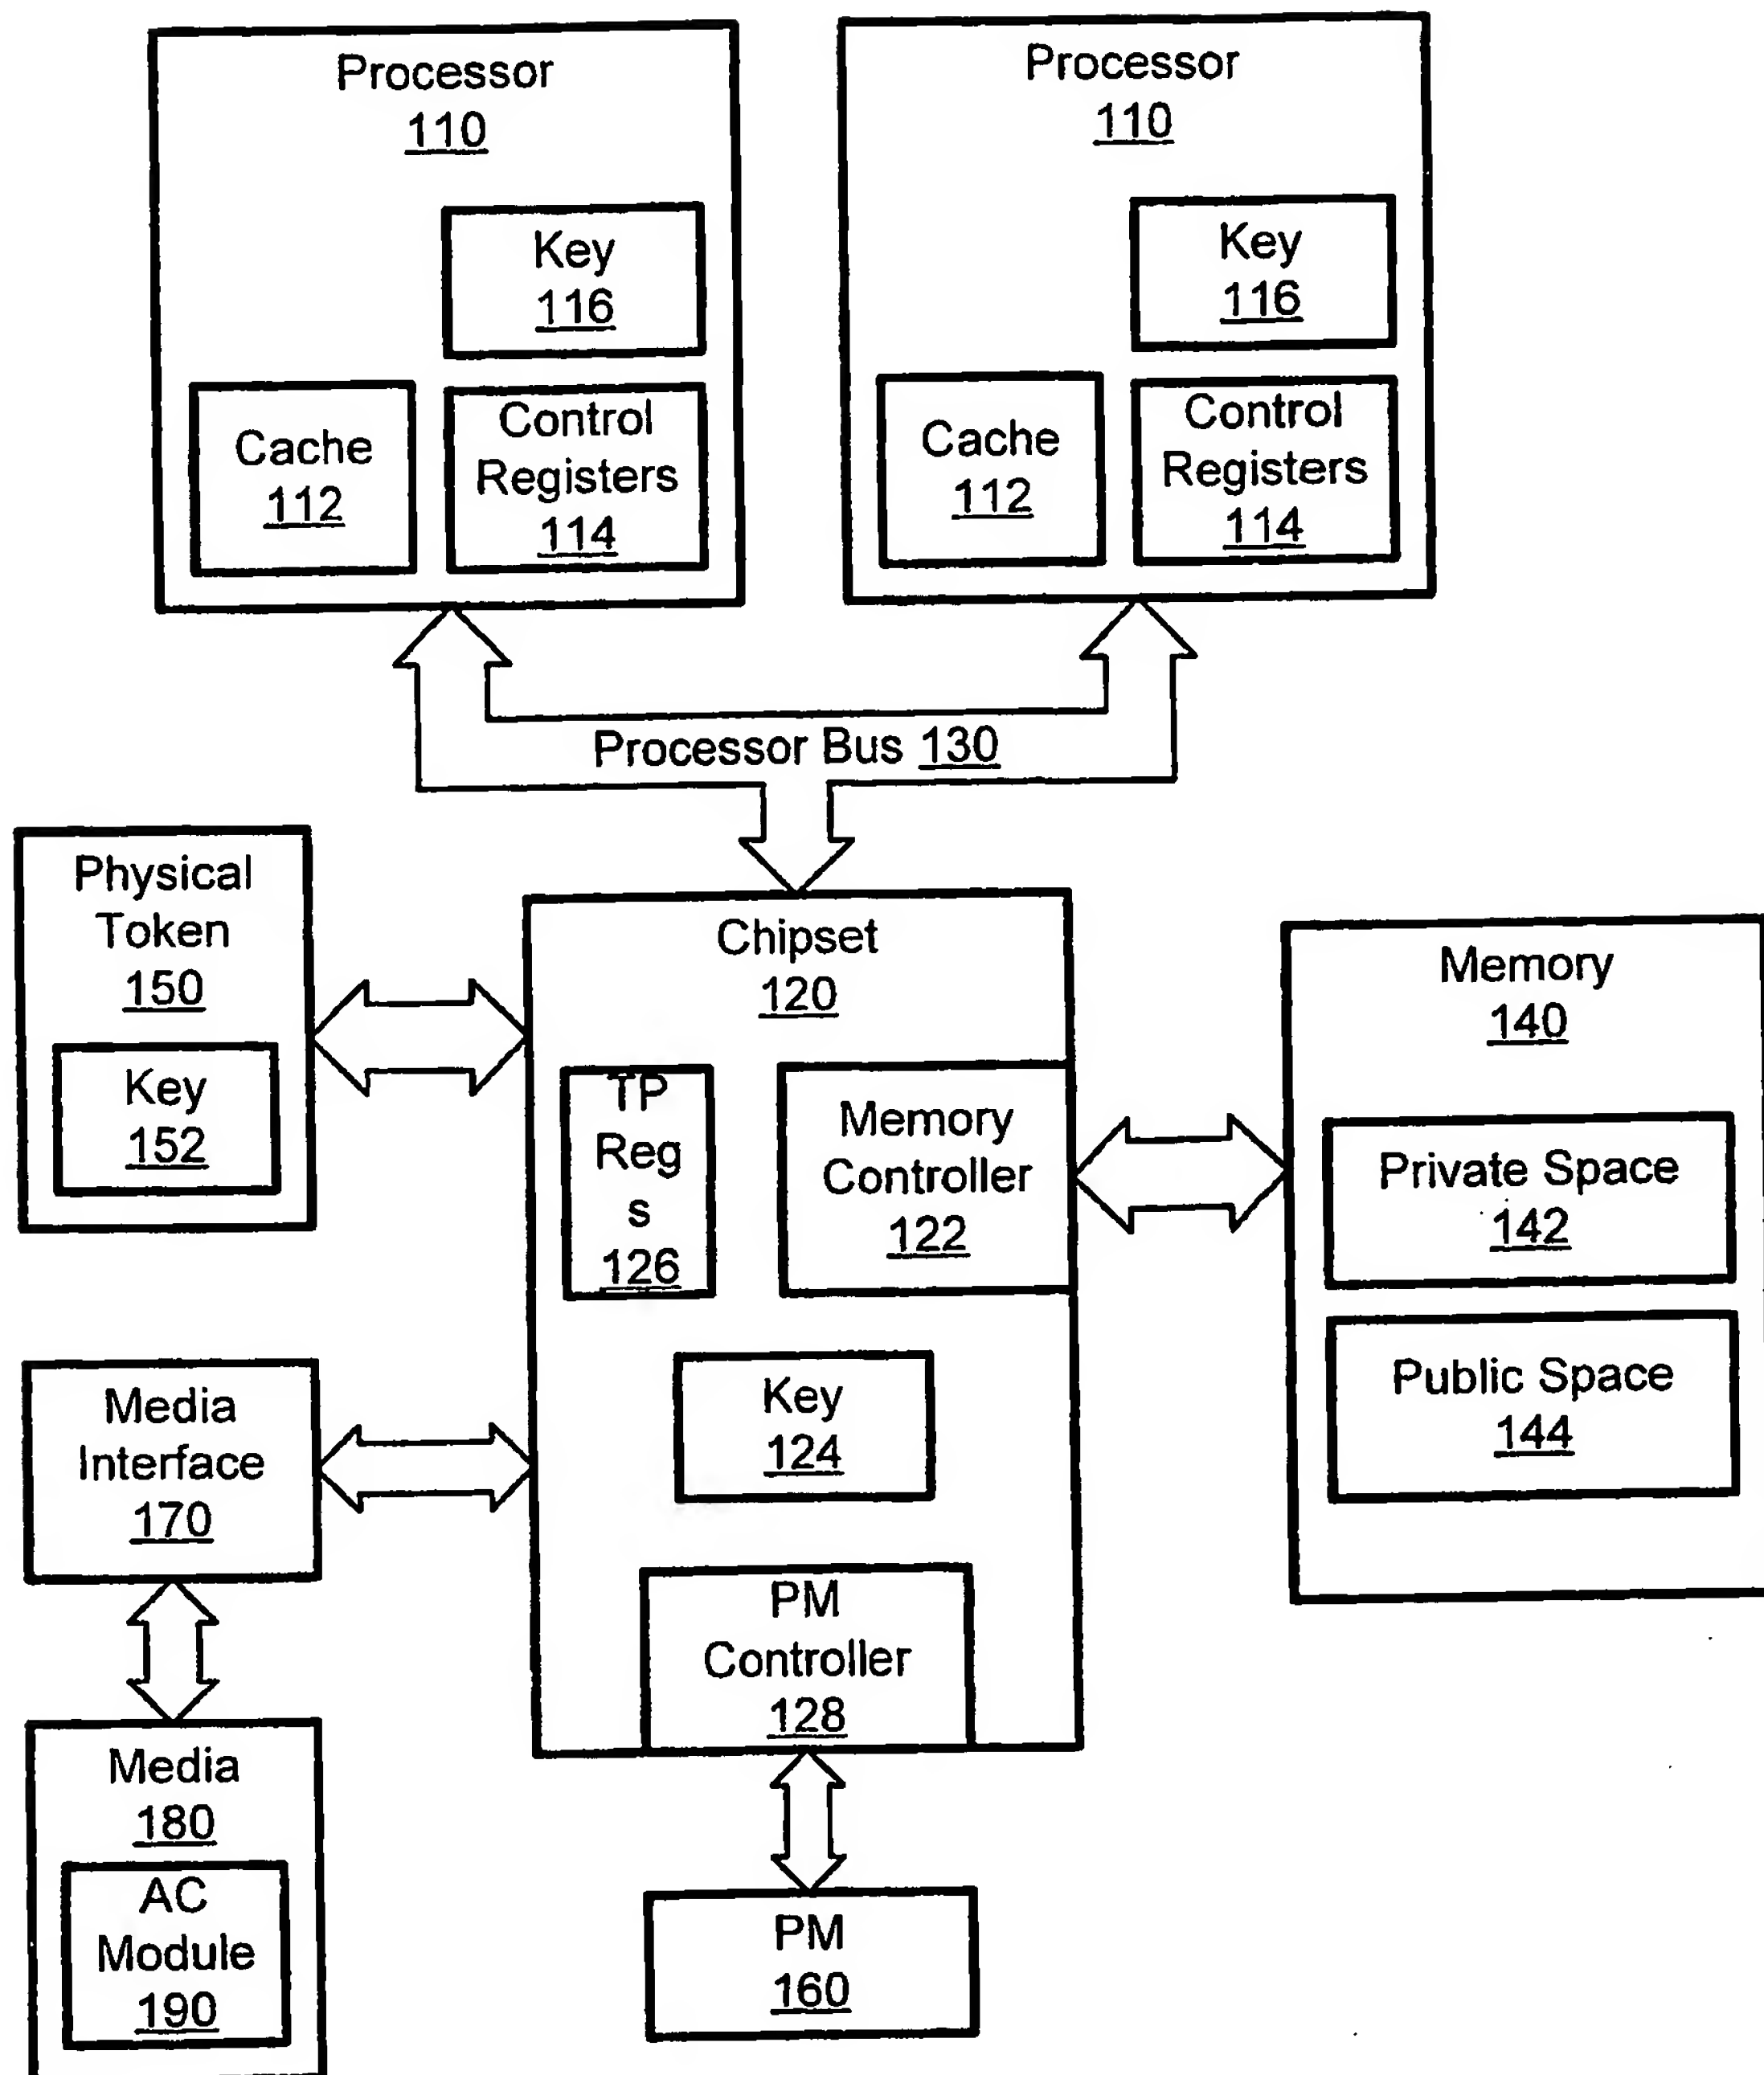 Processor
110
Key
116
Cache
112
Control
Registers
114
Processor
110
Key
116
Cache
112
Control
Registers
114
Processor Bus 130
Physical
Token
150
Key
152
Chipset
120
TP
Reg
s
126
Memory
Controller
122
Key
124
PM
Controller
128
Memory
140
Private Space
142
Public Space
144
Media
Interface
170
Media
180
AC
Module
190
PM
160